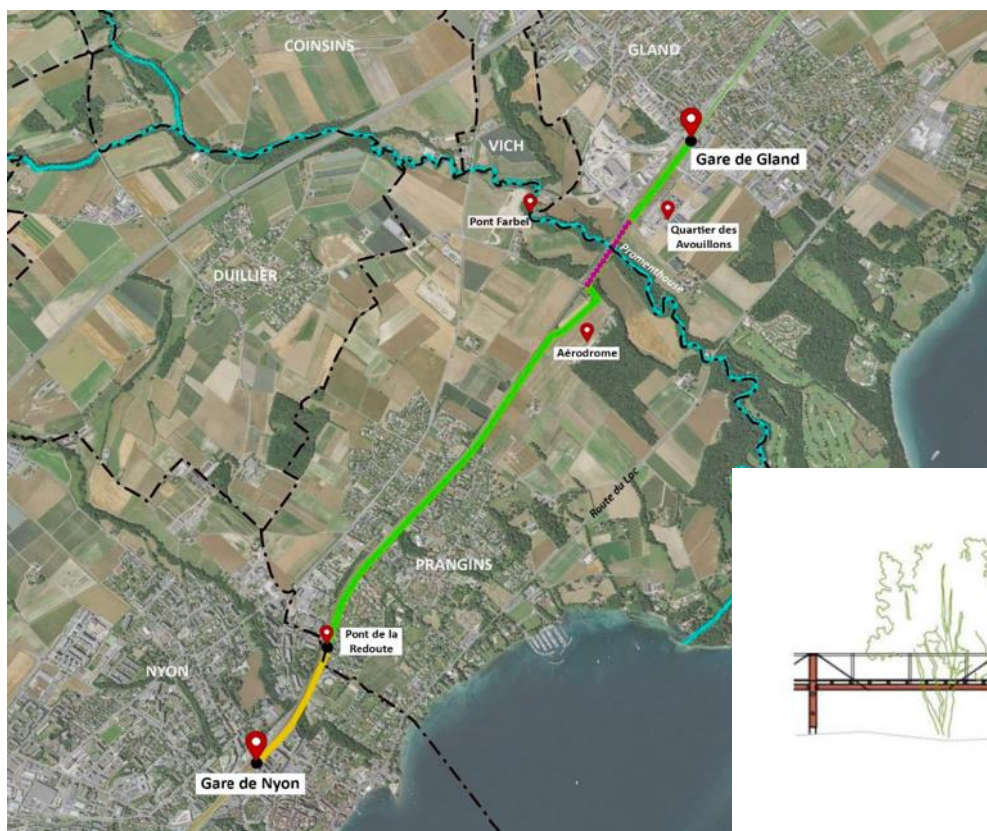 COINSINS
GLAND
VICH
Gare de Gland
Pont Farbel
Quartier des
Avouillons
Promenthouse
DUILLIER
Aérodrome
Route du Lac
PRANGINS
Pont de la
Redoute
NYON
Gare de Nyon